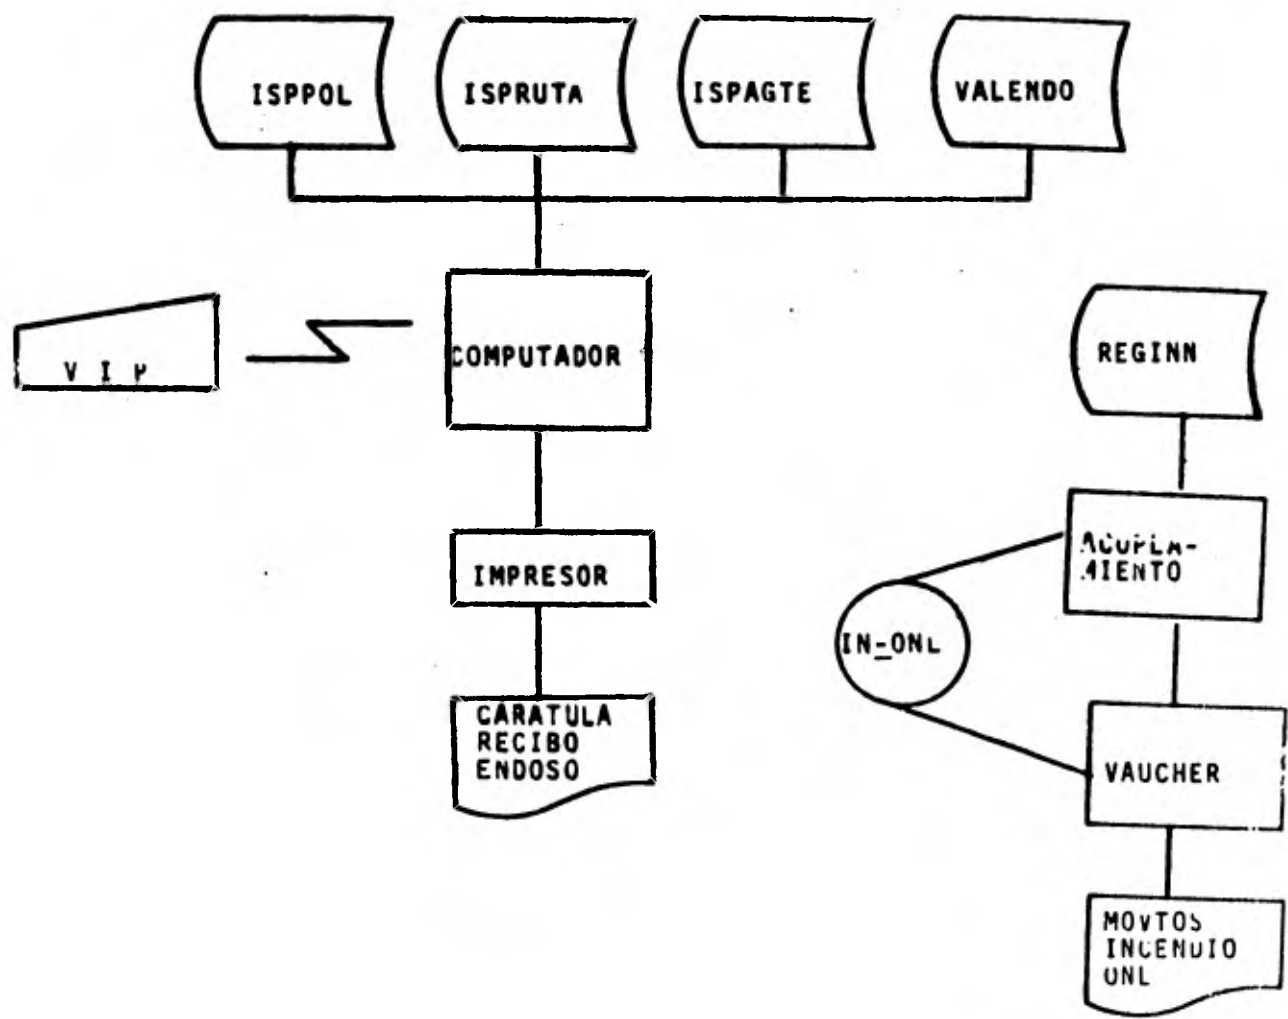 ISPPOL
ISPRUTA
ISPAGTE
VALENDO
COMPUTADOR
V I P
REGINN
IMPRESOR
ACOPLA-
MIENTO
IN-ONL
CARATULA
RECIBO
ENDOSO
VAUCHER
MOVTOS
INCENDIO
ONL